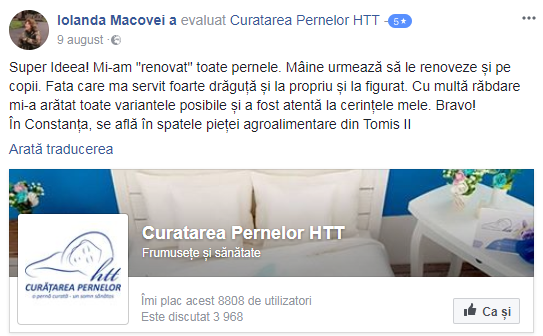 Iolanda Macovei a evaluat Curatarea Pernelor HTT - 5★
9 august ·
Super Ideea! Mi-am "renovat" toate pernele. Mâine urmează să le renoveze și pe
copii. Fata care ma servit foarte drăguță și la propriu și la figurat. Cu multă răbdare
mi-a arătat toate variantele posibile și a fost atentă la cerințele mele. Bravo!
În Constanța, se află în spatele pieței agroalimentare din Tomis II
Arată traducerea
Curatarea Pernelor HTT
Frumusețe și sănătate
htt
CURĂȚAREA PERNELOR
o pernă curată - un somn sănătos
Îmi plac acest 8808 de utilizatori
Este discutat 3 968
Ca și